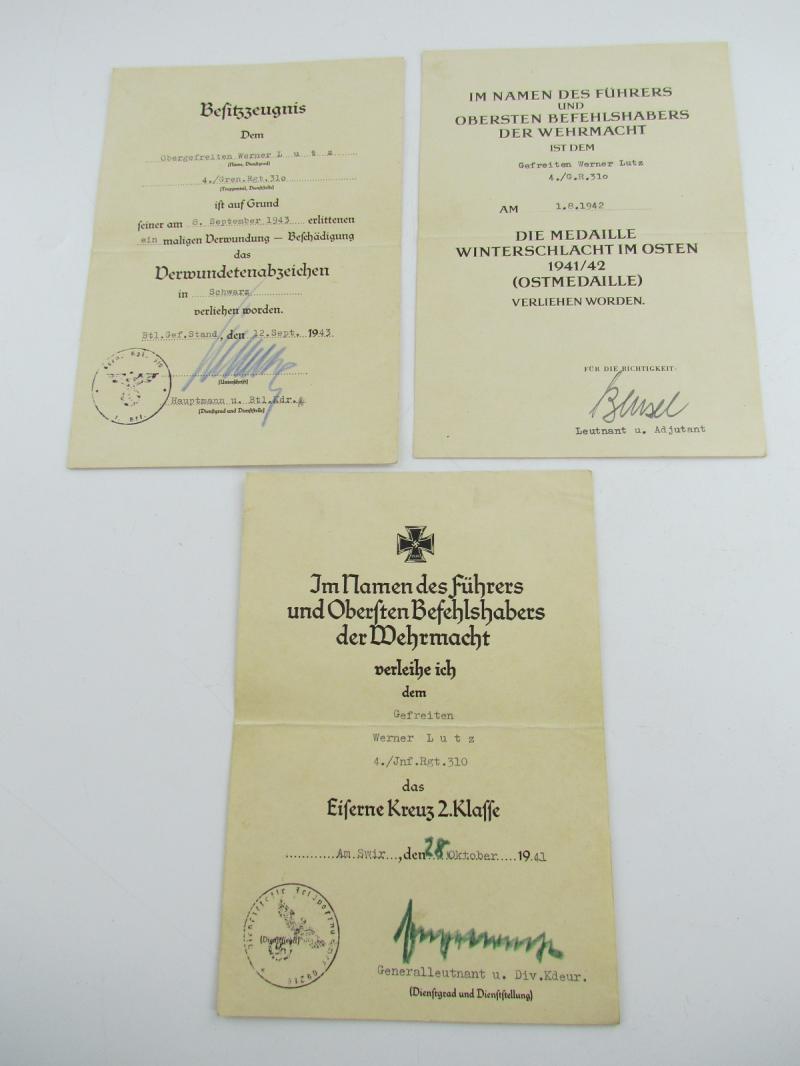 Besitzzeugnis
Dem
Obergefreiten Werner L u t z
(Name, Dienstgrad)
4./Gren.Rgt.310
(Truppenteil, Dienststelle)
ist auf Grund
seiner am 6. September 1943 erlittenen
ein maligen Verwundung – Beschädigung
das
Verwundetenabzeichen
in Schwarz
verliehen worden.
Btl.Gef.Stand, den 12.Sept. 1943
(Unterschrift)
Hauptmann u. Btl.Kdr.
(Dienstgrad und Dienststelle)
IM NAMEN DES FÜHRERS
UND
OBERSTEN BEFEHLSHABERS
DER WEHRMACHT
IST DEM
Gefreiten Werner Lutz
4./G.R.310
AM 1.8.1942
DIE MEDAILLE
WINTERSCHLACHT IM OSTEN
1941/42
(OSTMEDAILLE)
VERLIEHEN WORDEN.
FÜR DIE RICHTIGKEIT:
Leutnant u. Adjutant
Im Namen des Führers
und Obersten Befehlshabers
der Wehrmacht
verleihe ich
dem
Gefreiten
Werner L u t z
4./Jnf.Rgt.310
das
Eiserne Kreuz 2.Klasse
Am Swir, den 28 Oktober 1941
(Dienstsiegel)
Generalleutnant u. Div.Kdeur.
(Dienstgrad und Dienststellung)